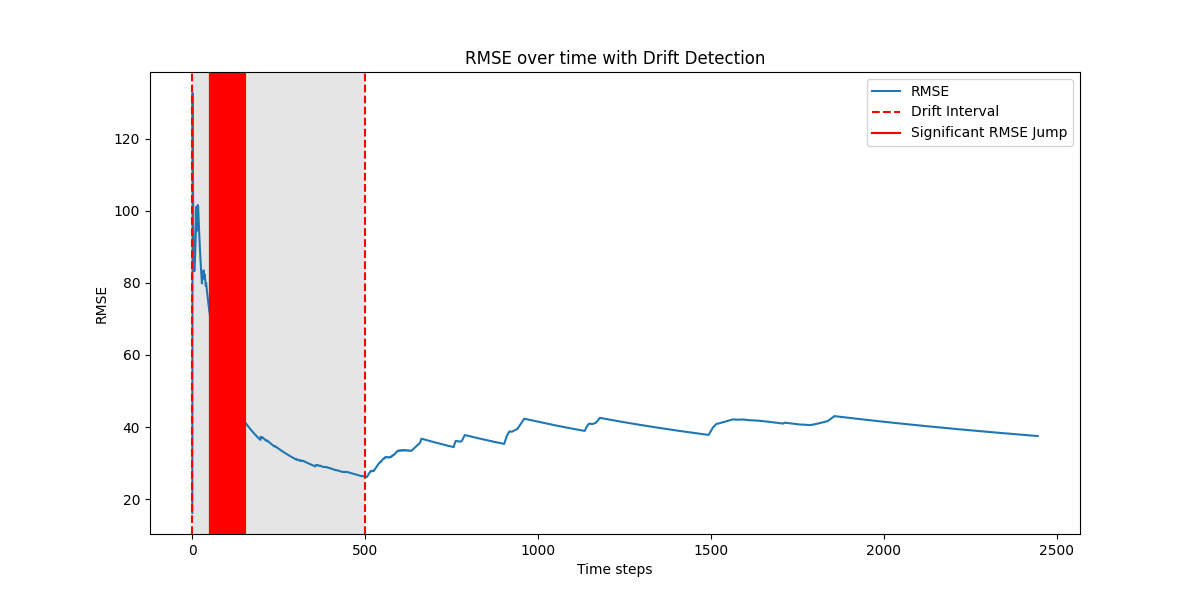 RMSE over time with Drift Detection
RMSE
Drift Interval
Significant RMSE Jump
120
100
80
60
40
20
RMSE
0
500
1000
1500
2000
2500
Time steps